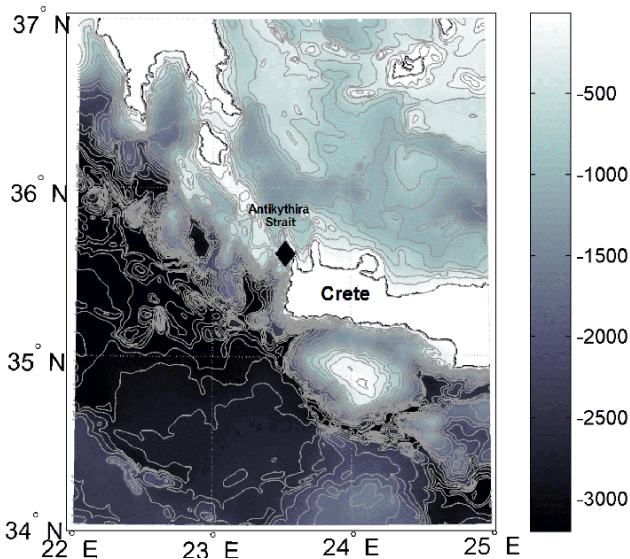 37° N
36° N
35° N
34° N
22° E
23° E
24° E
25° E
Antikythira
Strait
Crete
-500
-1000
-1500
-2000
-2500
-3000